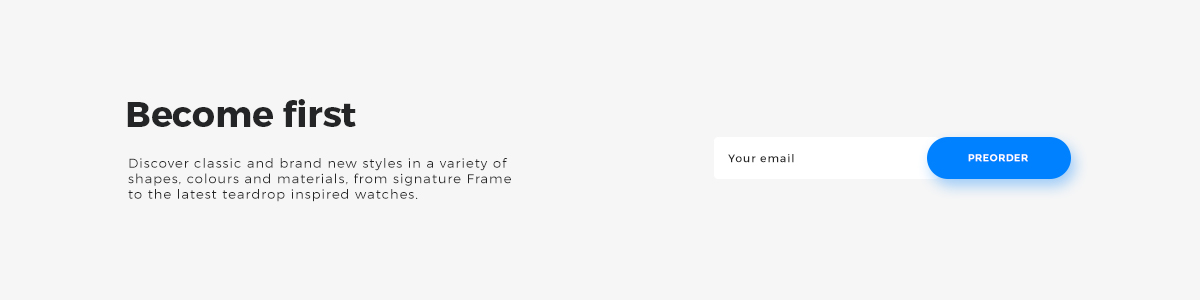 Become first
Discover classic and brand new styles in a variety of
shapes, colours and materials, from signature Frame
to the latest teardrop inspired watches.
Your email
PREORDER